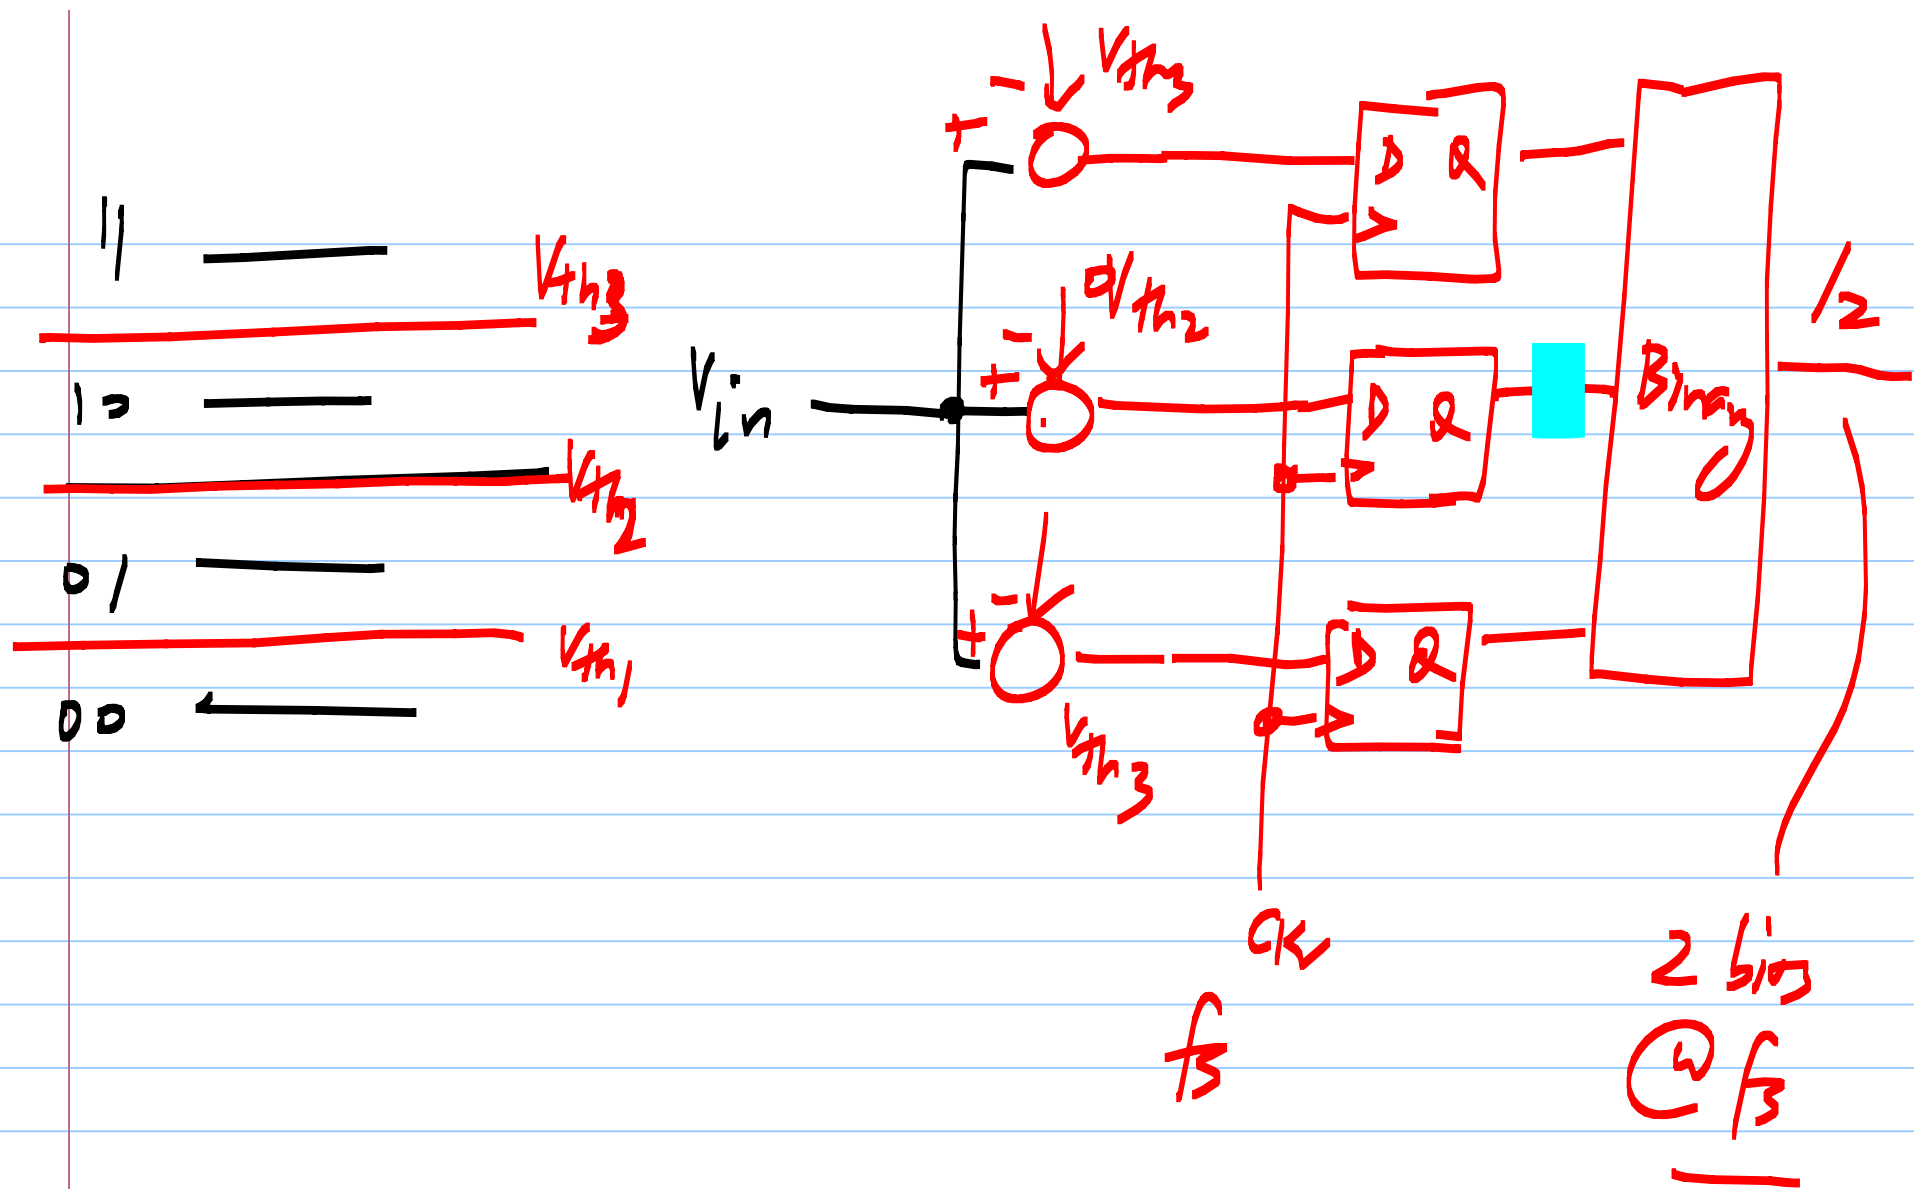 11
Vth3
10
Vth2
01
Vth1
00
Vin
- Vth3
+
D Q
- Vth2
+
D Q
-
+
D Q
Vth3
Binary
/2
CK
fs
2 bits
@ fs